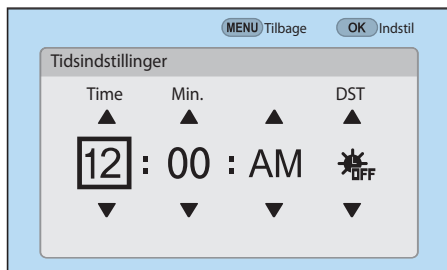 MENU Tilbage OK Indstil
Tidsindstillinger
Time Min. DST
12 : 00 : AM OFF